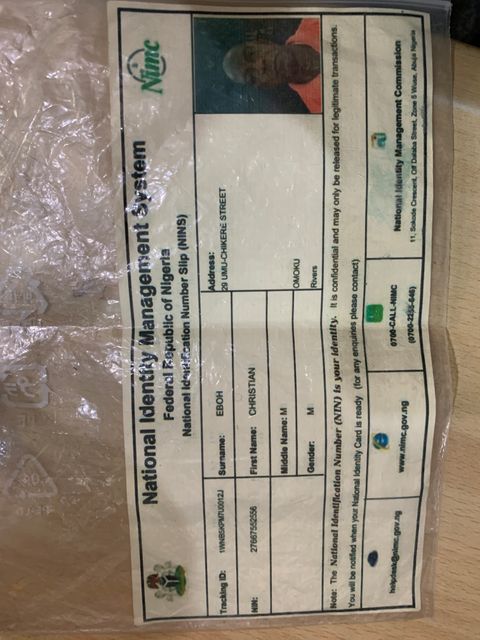 National Identity Management System
Federal Republic of Nigeria
National Identification Number Slip (NINS)
Nimc
Tracking ID: 1WNB5KPM7U0012J
Surname: EBOH
Address:
29 UMU-CHIKERE STREET
NIN: 27667552556
First Name: CHRISTIAN
Middle Name: M
OMOKU
Gender: M
Rivers
Note: The National Identification Number (NIN) is your identity. It is confidential and may only be released for legitimate transactions.
You will be notified when your National Identity Card is ready (for any enquiries please contact)
helpdesk@nimc.gov.ng
www.nimc.gov.ng
0700-CALL-NIMC
(0700-2255-646)
National Identity Management Commission
11, Sokode Crescent, Off Dalaba Street, Zone 5 Wuse, Abuja Nigeria